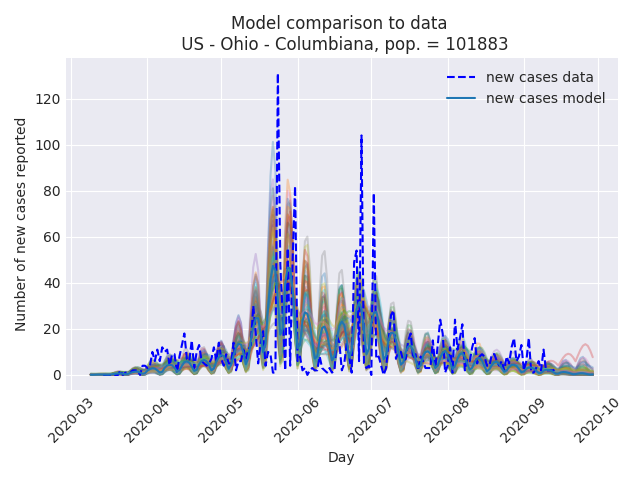 Model comparison to data
US - Ohio - Columbiana, pop. = 101883
new cases data
new cases model
Number of new cases reported
120
100
80
60
40
20
0
2020-03
2020-04
2020-05
2020-06
2020-07
2020-08
2020-09
2020-10
Day